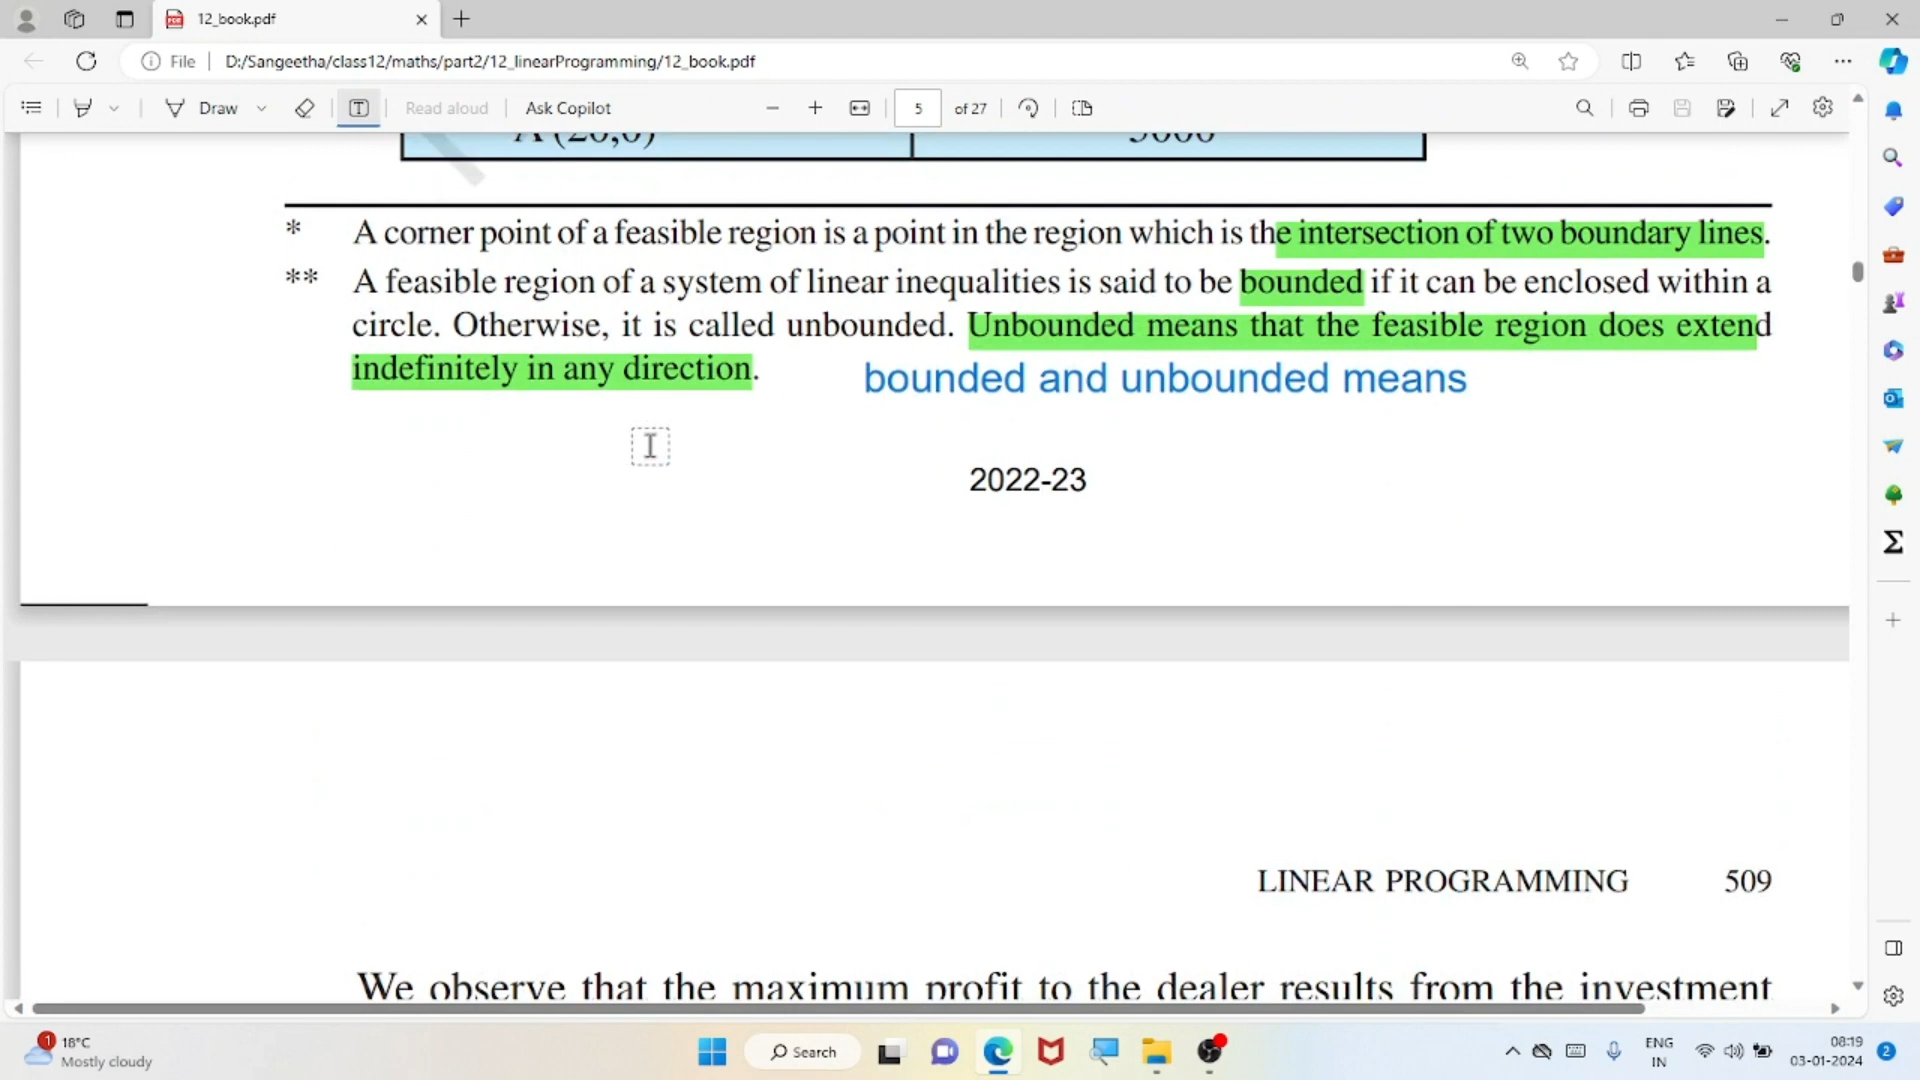 12_book.pdf
File
D:/Sangeetha/class12/maths/part2/12_linearProgramming/12_book.pdf
Draw
Read aloud
Ask Copilot
5 of 27
A (20,0) 5000
* A corner point of a feasible region is a point in the region which is the intersection of two boundary lines.
** A feasible region of a system of linear inequalities is said to be bounded if it can be enclosed within a
circle. Otherwise, it is called unbounded. Unbounded means that the feasible region does extend
indefinitely in any direction.
bounded and unbounded means
2022-23
LINEAR PROGRAMMING 509
We observe that the maximum profit to the dealer results from the investment
1 18°C
Mostly cloudy
Search
ENG
IN
08:19
03-01-2024
2